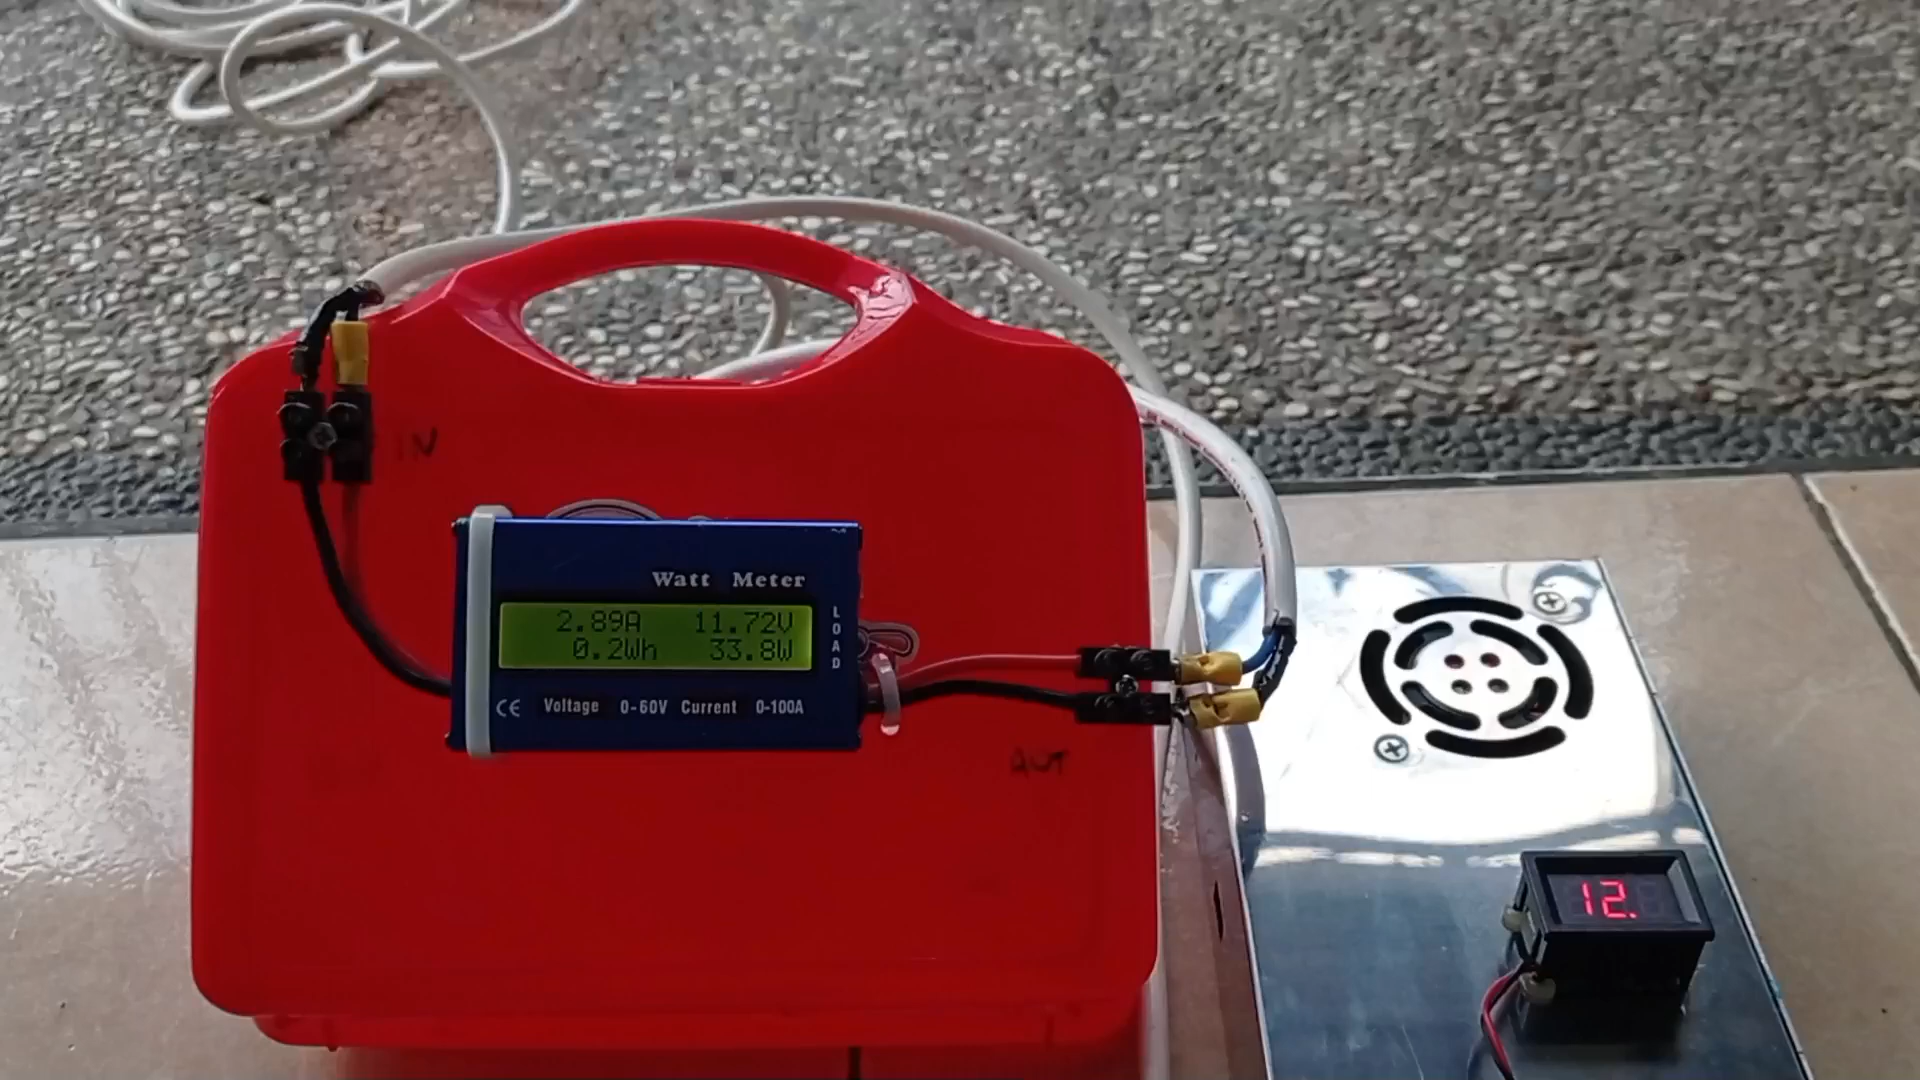 IN
Watt Meter
2.89A 11.72V
0.2Wh 33.8W
LOAD
CE Voltage 0-60V Current 0-100A
OUT
12.